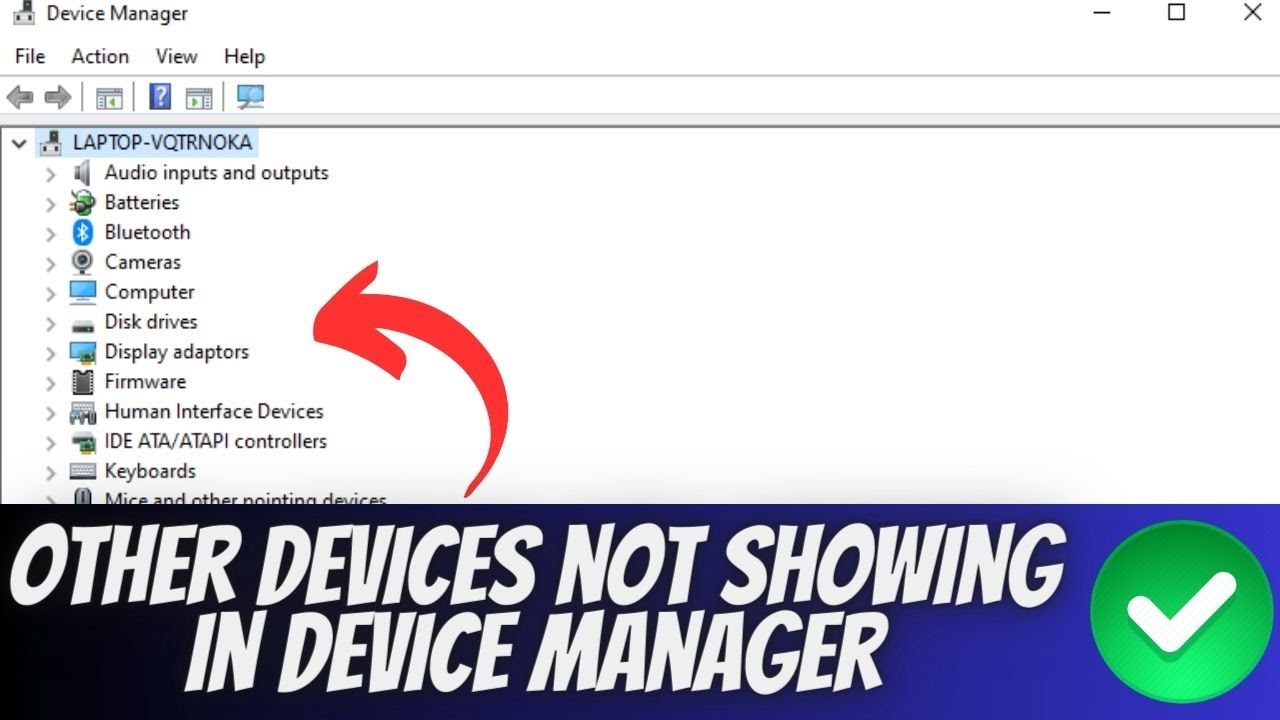 Device Manager
File Action View Help
?
LAPTOP-VQTRNOKA
Audio inputs and outputs
Batteries
Bluetooth
Cameras
Computer
Disk drives
Display adaptors
Firmware
Human Interface Devices
IDE ATA/ATAPI controllers
Keyboards
Mice and other pointing devices
OTHER DEVICES NOT SHOWING
IN DEVICE MANAGER